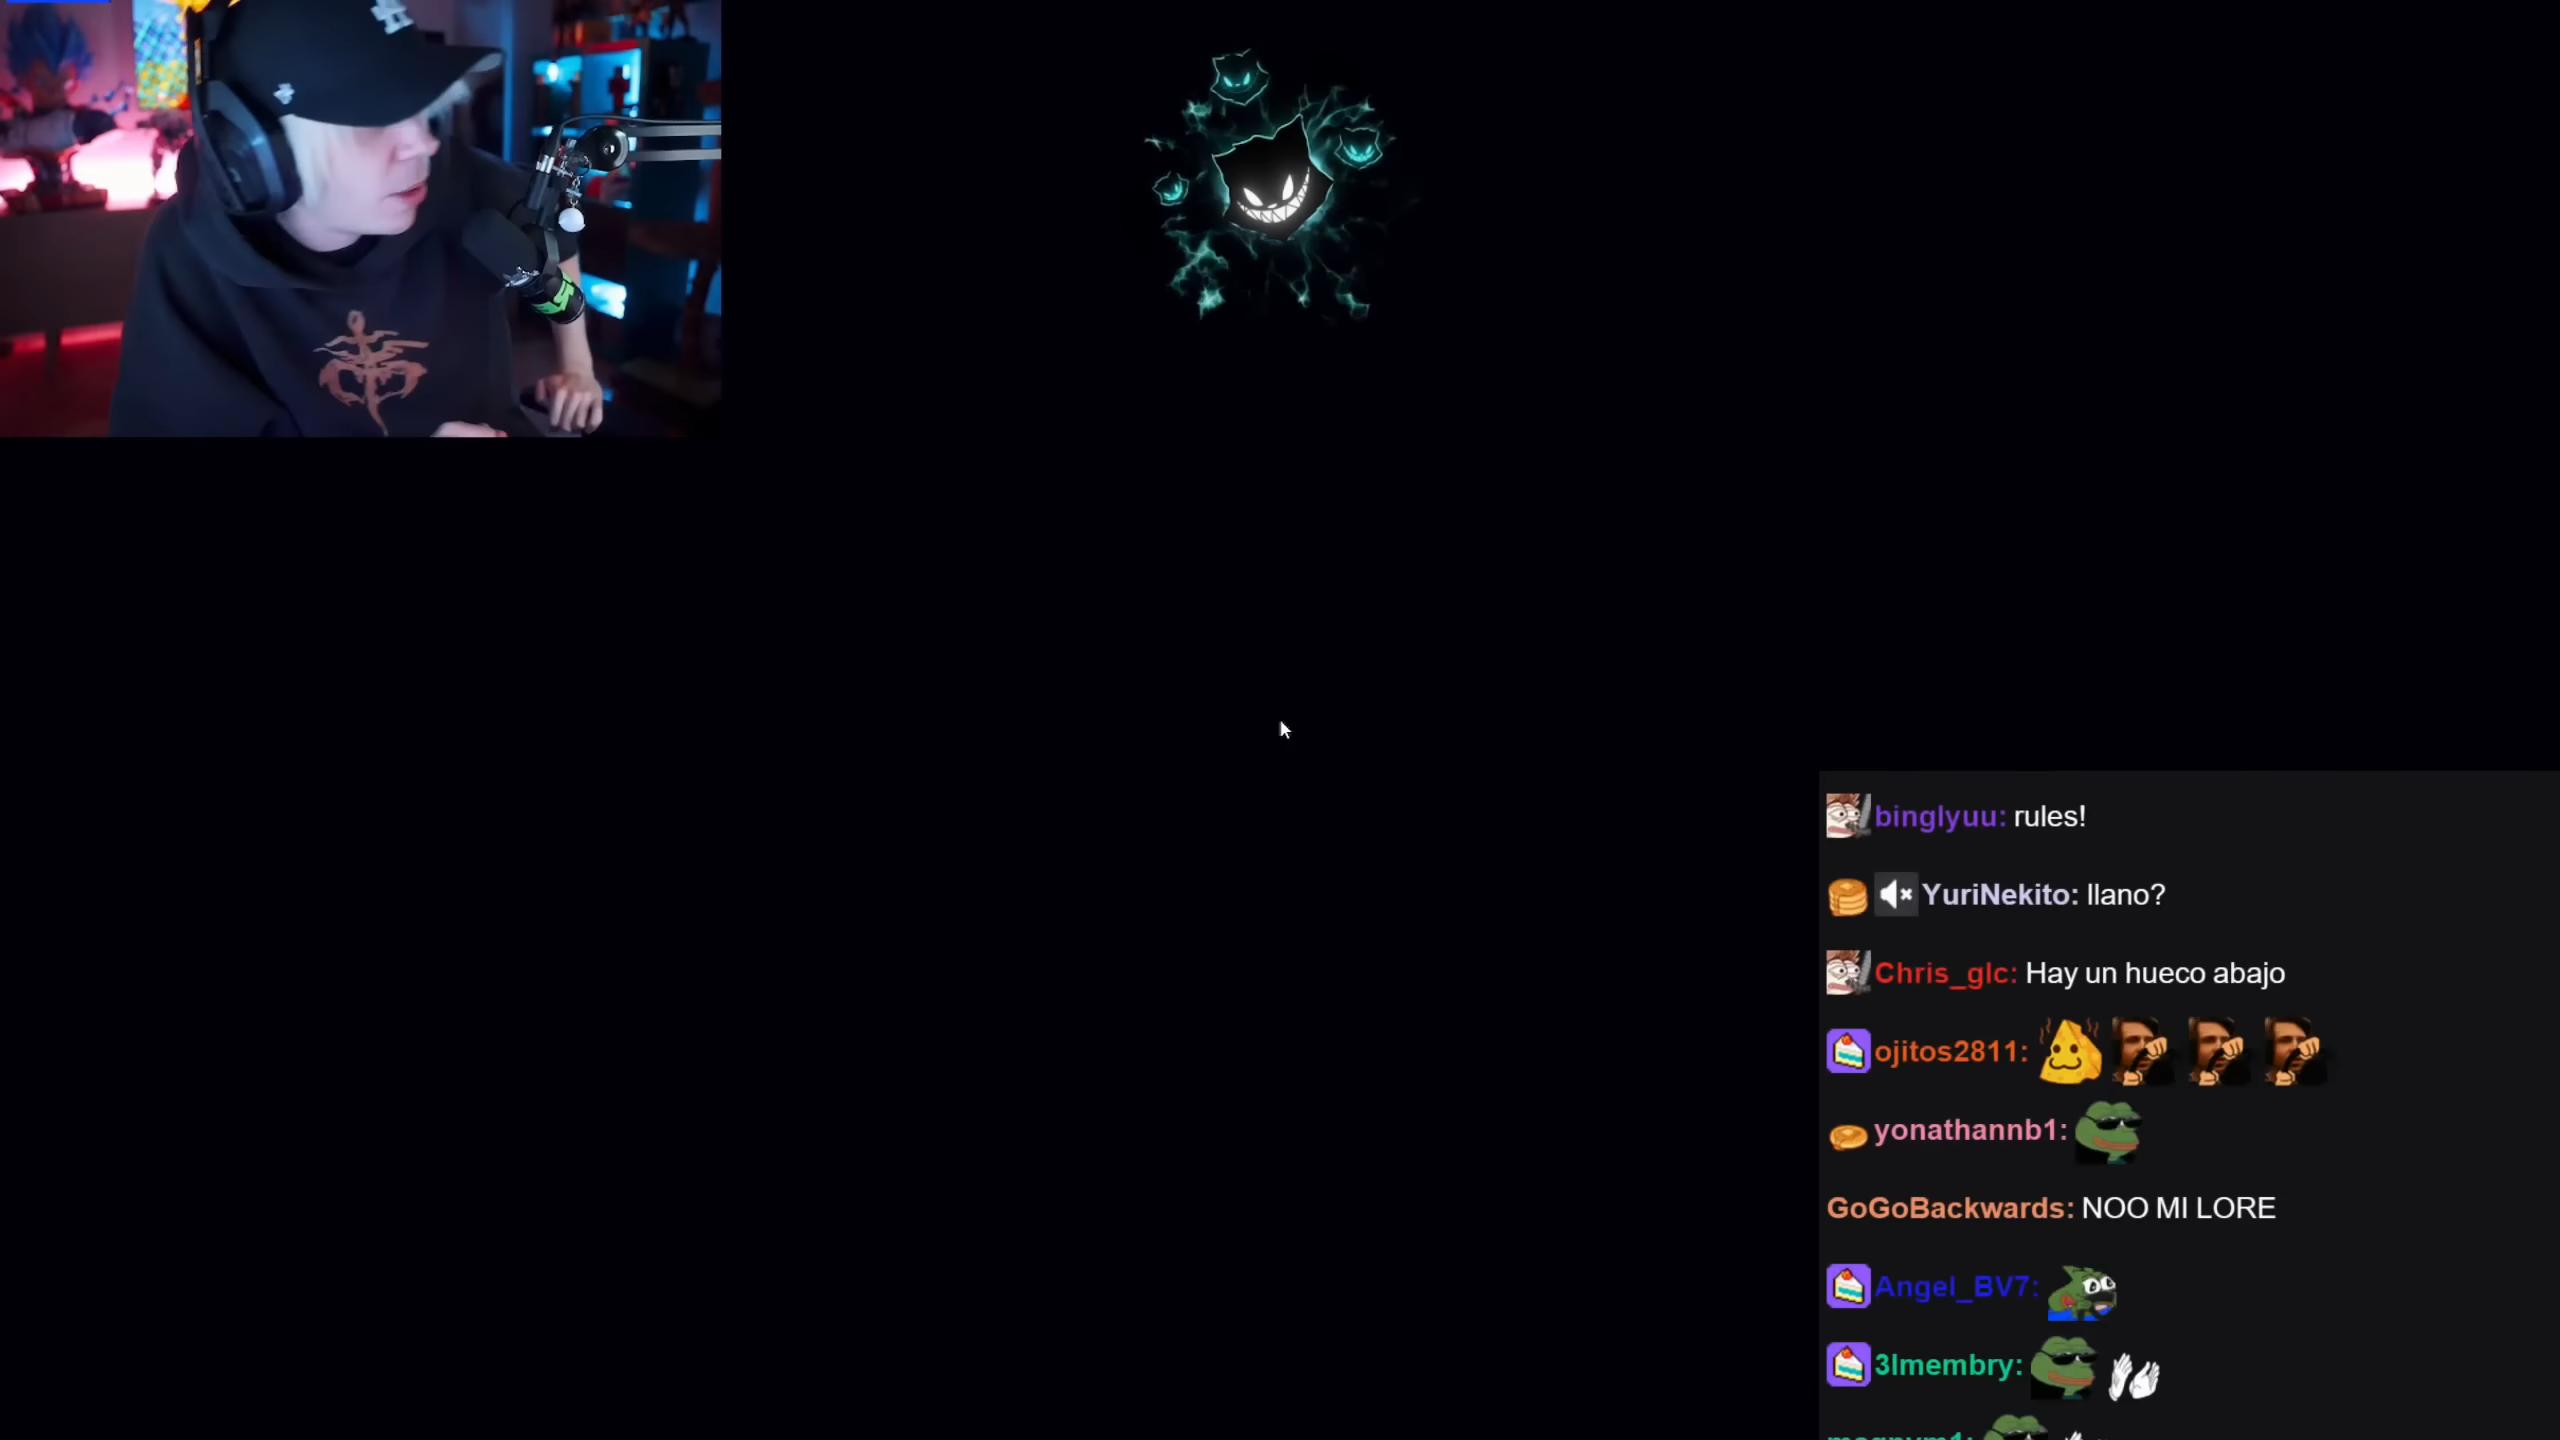 binglyuu: rules!
YuriNekito: llano?
Chris_glc: Hay un hueco abajo
ojitos2811:
yonathannb1:
GoGoBackwards: NOO MI LORE
Angel_BV7:
3lmembry: